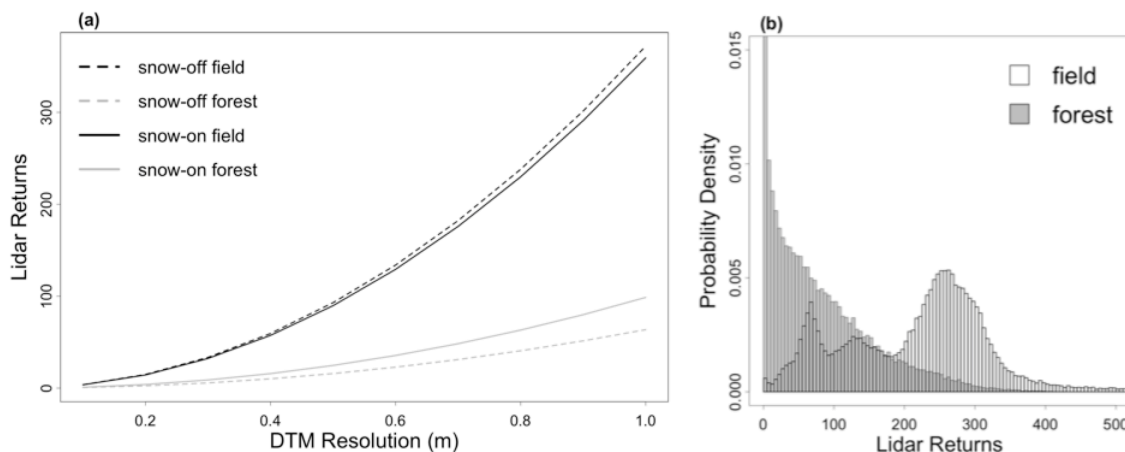 (a)
snow-off field
snow-off forest
snow-on field
snow-on forest
Lidar Returns
0
100
200
300
0.2 0.4 0.6 0.8 1.0
DTM Resolution (m)
(b)
field
forest
Probability Density
0.015
0.010
0.005
0.000
0 100 200 300 400 500
Lidar Returns